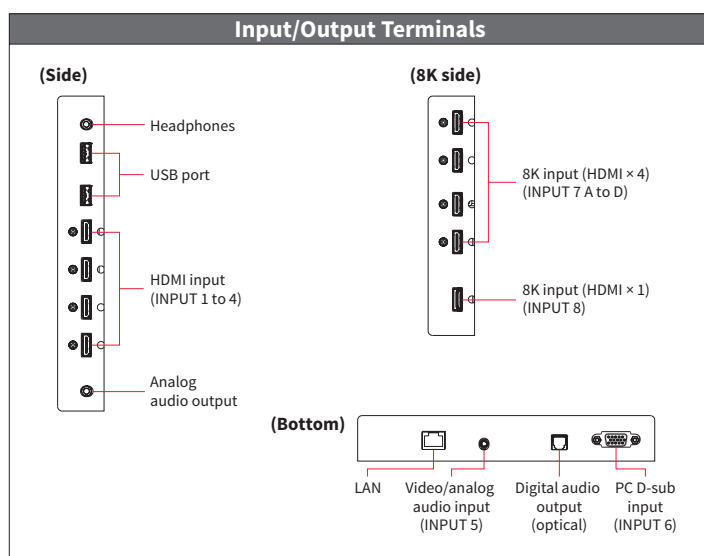 Input/Output Terminals
(Side)
Headphones
USB port
HDMI input
(INPUT 1 to 4)
Analog
audio output
(8K side)
8K input (HDMI × 4)
(INPUT 7 A to D)
8K input (HDMI × 1)
(INPUT 8)
(Bottom)
LAN
Video/analog
audio input
(INPUT 5)
Digital audio
output
(optical)
PC D-sub
input
(INPUT 6)